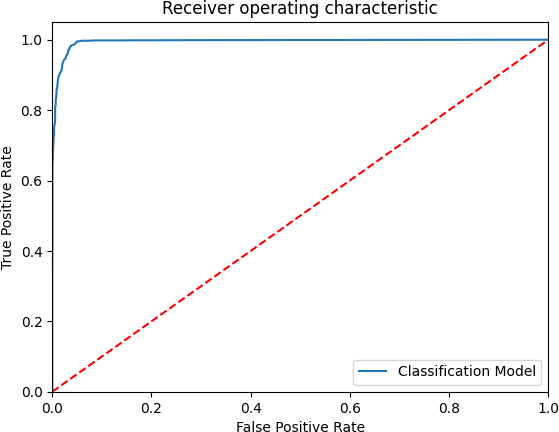 Receiver operating characteristic
True Positive Rate
1.0
0.8
0.6
0.4
0.2
0.0
0.0 0.2 0.4 0.6 0.8 1.0
False Positive Rate
Classification Model